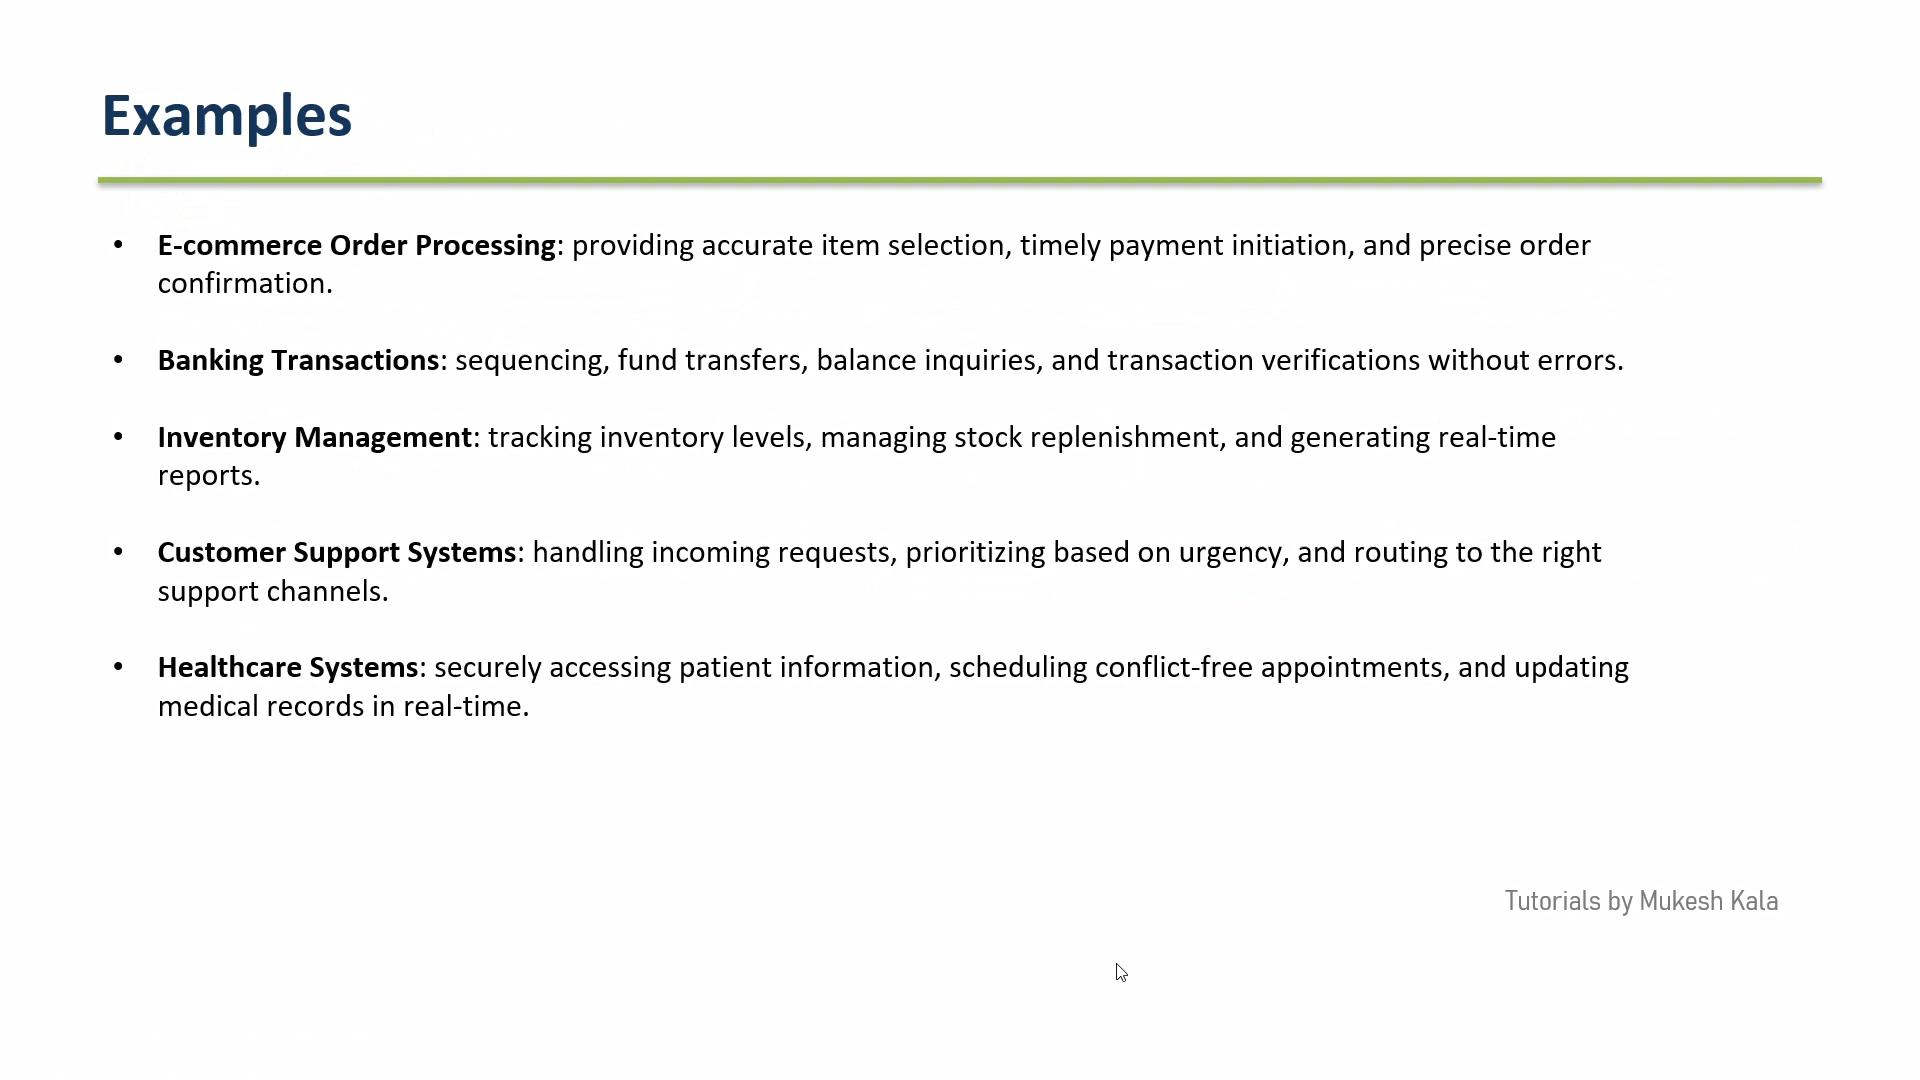 Examples
• E-commerce Order Processing: providing accurate item selection, timely payment initiation, and precise order
confirmation.
• Banking Transactions: sequencing, fund transfers, balance inquiries, and transaction verifications without errors.
• Inventory Management: tracking inventory levels, managing stock replenishment, and generating real-time
reports.
• Customer Support Systems: handling incoming requests, prioritizing based on urgency, and routing to the right
support channels.
• Healthcare Systems: securely accessing patient information, scheduling conflict-free appointments, and updating
medical records in real-time.
Tutorials by Mukesh Kala